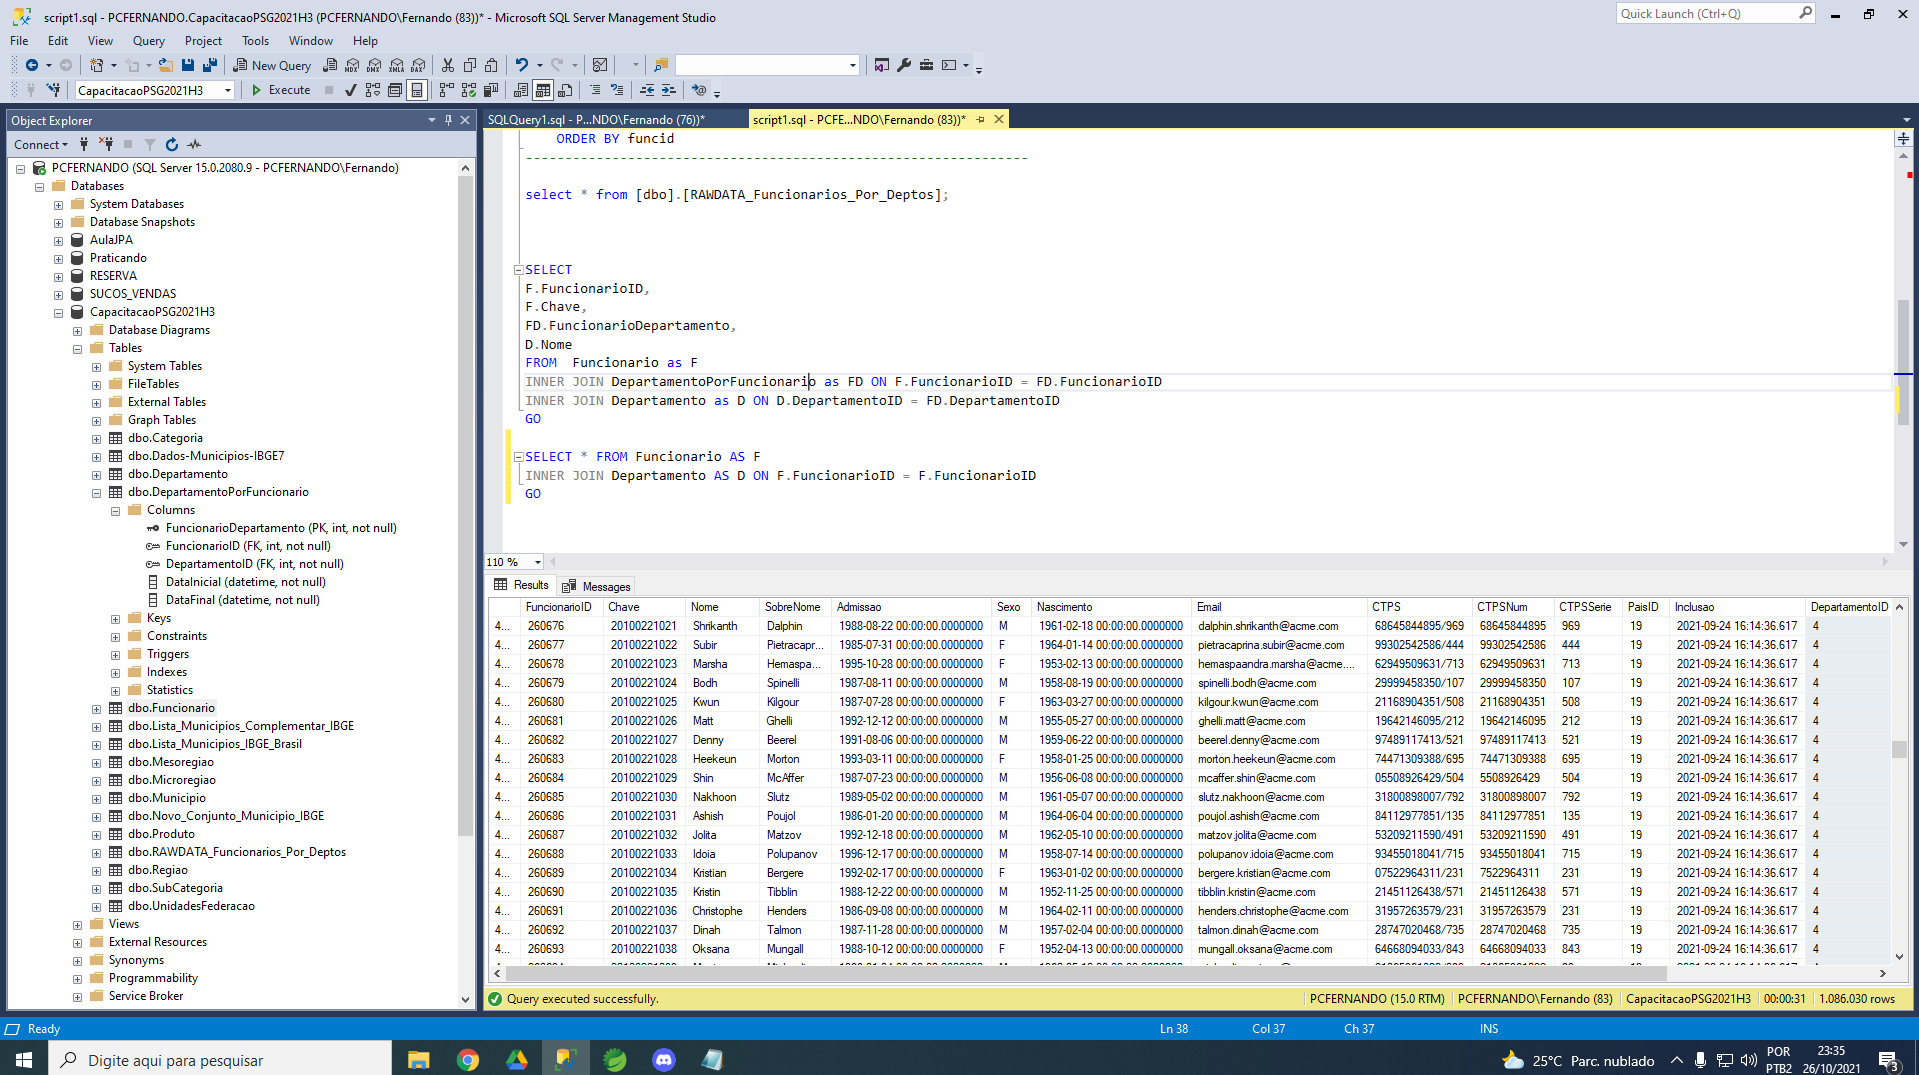 script1.sql - PCFERNANDO.CapacitacaoPSG2021H3 (PCFERNANDO\Fernando (83))* - Microsoft SQL Server Management Studio
Quick Launch (Ctrl+Q)
File Edit View Query Project Tools Window Help
New Query
CapacitacaoPSG2021H3
Execute
Object Explorer
Connect
PCFERNANDO (SQL Server 15.0.2080.9 - PCFERNANDO\Fernando)
Databases
System Databases
Database Snapshots
AulaJPA
Praticando
RESERVA
SUCOS_VENDAS
CapacitacaoPSG2021H3
Database Diagrams
Tables
System Tables
FileTables
External Tables
Graph Tables
dbo.Categoria
dbo.Dados-Municipios-IBGE7
dbo.Departamento
dbo.DepartamentoPorFuncionario
Columns
FuncionarioDepartamento (PK, int, not null)
FuncionarioID (FK, int, not null)
DepartamentoID (FK, int, not null)
DataInicial (datetime, not null)
DataFinal (datetime, not null)
Keys
Constraints
Triggers
Indexes
Statistics
dbo.Funcionario
dbo.Lista_Municipios_Complementar_IBGE
dbo.Lista_Municipios_IBGE_Brasil
dbo.Mesoregiao
dbo.Microregiao
dbo.Municipio
dbo.Novo_Conjunto_Municipio_IBGE
dbo.Produto
dbo.RAWDATA_Funcionarios_Por_Deptos
dbo.Regiao
dbo.SubCategoria
dbo.UnidadesFederacao
Views
External Resources
Synonyms
Programmability
Service Broker
SQLQuery1.sql - P...NDO\Fernando (76))*
script1.sql - PCFE...NDO\Fernando (83))*
ORDER BY funcid
----------------------------------------------------------------
select * from [dbo].[RAWDATA_Funcionarios_Por_Deptos];
SELECT
F.FuncionarioID,
F.Chave,
FD.FuncionarioDepartamento,
D.Nome
FROM  Funcionario as F
INNER JOIN DepartamentoPorFuncionario as FD ON F.FuncionarioID = FD.FuncionarioID
INNER JOIN Departamento as D ON D.DepartamentoID = FD.DepartamentoID
GO
SELECT * FROM Funcionario AS F
INNER JOIN Departamento AS D ON F.FuncionarioID = F.FuncionarioID
GO
110 %
Results Messages
FuncionarioID Chave Nome SobreNome Admissao Sexo Nascimento Email CTPS CTPSNum CTPSSerie PaisID Inclusao DepartamentoID
4... 260676 20100221021 Shrikanth Dalphin 1988-08-22 00:00:00.0000000 M 1961-02-18 00:00:00.0000000 dalphin.shrikanth@acme.com 68645844895/969 68645844895 969 19 2021-09-24 16:14:36.617 4
4... 260677 20100221022 Subir Pietracapr... 1985-07-31 00:00:00.0000000 F 1964-01-14 00:00:00.0000000 pietracaprina.subir@acme.com 99302542586/444 99302542586 444 19 2021-09-24 16:14:36.617 4
4... 260678 20100221023 Marsha Hemaspa... 1995-10-28 00:00:00.0000000 F 1953-02-13 00:00:00.0000000 hemaspaandra.marsha@acme.... 62949509631/713 62949509631 713 19 2021-09-24 16:14:36.617 4
4... 260679 20100221024 Bodh Spinelli 1987-08-11 00:00:00.0000000 M 1958-08-19 00:00:00.0000000 spinelli.bodh@acme.com 29999458350/107 29999458350 107 19 2021-09-24 16:14:36.617 4
4... 260680 20100221025 Kwun Kilgour 1987-07-28 00:00:00.0000000 F 1963-03-27 00:00:00.0000000 kilgour.kwun@acme.com 21168904351/508 21168904351 508 19 2021-09-24 16:14:36.617 4
4... 260681 20100221026 Matt Ghelli 1992-12-12 00:00:00.0000000 M 1955-05-27 00:00:00.0000000 ghelli.matt@acme.com 19642146095/212 19642146095 212 19 2021-09-24 16:14:36.617 4
4... 260682 20100221027 Denny Beerel 1991-08-06 00:00:00.0000000 M 1959-06-22 00:00:00.0000000 beerel.denny@acme.com 97489117413/521 97489117413 521 19 2021-09-24 16:14:36.617 4
4... 260683 20100221028 Heekeun Morton 1993-03-11 00:00:00.0000000 F 1958-01-25 00:00:00.0000000 morton.heekeun@acme.com 74471309388/695 74471309388 695 19 2021-09-24 16:14:36.617 4
4... 260684 20100221029 Shin McAffer 1987-07-23 00:00:00.0000000 M 1956-06-08 00:00:00.0000000 mcaffer.shin@acme.com 05508926429/504 5508926429 504 19 2021-09-24 16:14:36.617 4
4... 260685 20100221030 Nakhoon Slutz 1989-05-02 00:00:00.0000000 M 1961-05-07 00:00:00.0000000 slutz.nakhoon@acme.com 31800898007/792 31800898007 792 19 2021-09-24 16:14:36.617 4
4... 260686 20100221031 Ashish Poujol 1986-01-20 00:00:00.0000000 M 1964-06-04 00:00:00.0000000 poujol.ashish@acme.com 84112977851/135 84112977851 135 19 2021-09-24 16:14:36.617 4
4... 260687 20100221032 Jolita Matzov 1992-12-18 00:00:00.0000000 M 1962-05-10 00:00:00.0000000 matzov.jolita@acme.com 53209211590/491 53209211590 491 19 2021-09-24 16:14:36.617 4
4... 260688 20100221033 Idoia Polupanov 1996-12-17 00:00:00.0000000 M 1958-07-14 00:00:00.0000000 polupanov.idoia@acme.com 93455018041/715 93455018041 715 19 2021-09-24 16:14:36.617 4
4... 260689 20100221034 Kristian Bergere 1992-02-17 00:00:00.0000000 F 1963-01-02 00:00:00.0000000 bergere.kristian@acme.com 07522964311/231 7522964311 231 19 2021-09-24 16:14:36.617 4
4... 260690 20100221035 Kristin Tibblin 1988-12-22 00:00:00.0000000 M 1952-11-25 00:00:00.0000000 tibblin.kristin@acme.com 21451126438/571 21451126438 571 19 2021-09-24 16:14:36.617 4
4... 260691 20100221036 Christophe Henders 1986-09-08 00:00:00.0000000 M 1964-02-11 00:00:00.0000000 henders.christophe@acme.com 31957263579/231 31957263579 231 19 2021-09-24 16:14:36.617 4
4... 260692 20100221037 Dinah Talmon 1987-11-28 00:00:00.0000000 M 1957-02-04 00:00:00.0000000 talmon.dinah@acme.com 28747020468/735 28747020468 735 19 2021-09-24 16:14:36.617 4
4... 260693 20100221038 Oksana Mungall 1988-10-12 00:00:00.0000000 F 1952-04-13 00:00:00.0000000 mungall.oksana@acme.com 64668094033/843 64668094033 843 19 2021-09-24 16:14:36.617 4
Query executed successfully.
PCFERNANDO (15.0 RTM) PCFERNANDO\Fernando (83) CapacitacaoPSG2021H3 00:00:31 1.086.030 rows
Ready Ln 38 Col 37 Ch 37 INS
Digite aqui para pesquisar
25°C Parc. nublado
POR
PTB2
23:35
26/10/2021
3